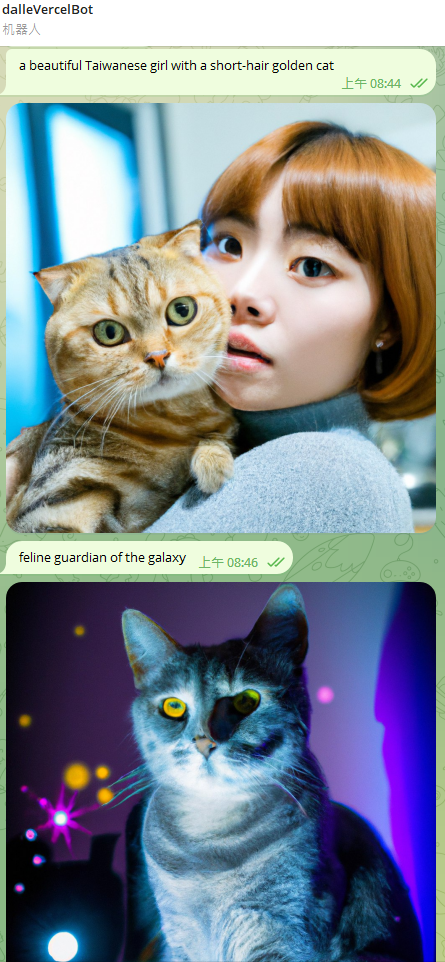 dalleVercelBot
机器人
a beautiful Taiwanese girl with a short-hair golden cat
上午 08:44
feline guardian of the galaxy 上午 08:46